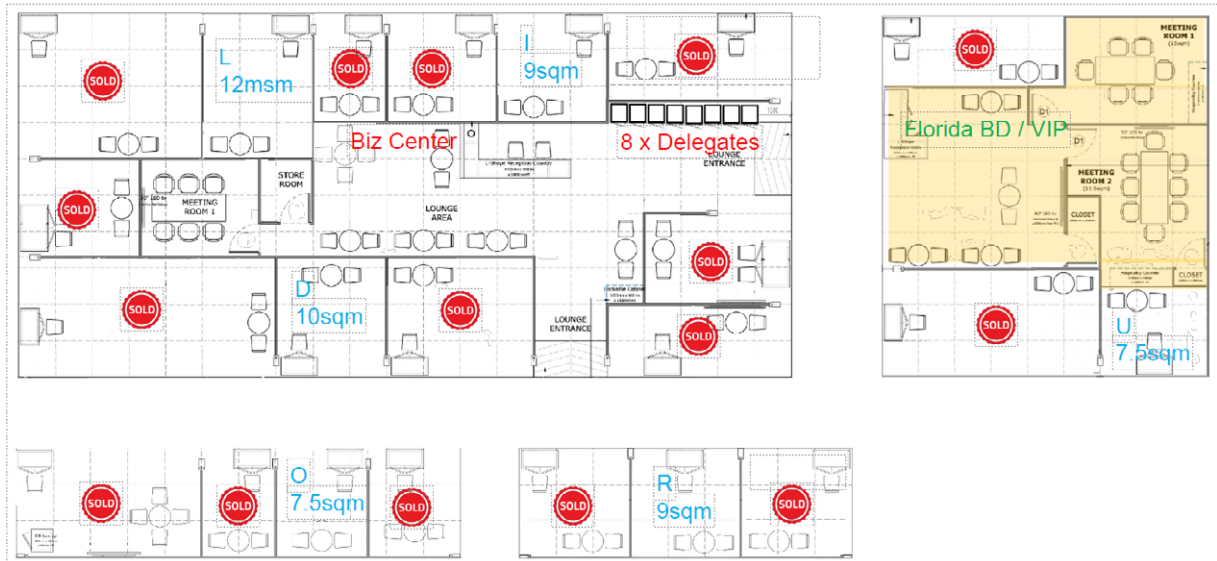 SOLD
L
12msm
SOLD
SOLD
I
9sqm
SOLD
Biz Center
8 x Delegates
LOUNGE
ENTRANCE
STORE
ROOM
SOLD
MEETING
ROOM 1
LOUNGE
AREA
SOLD
SOLD
D
10sqm
SOLD
LOUNGE
ENTRANCE
SOLD
SOLD
MEETING
ROOM 1
D1
Florida BD / VIP
D1
MEETING
ROOM 2
CLOSET
CLOSET
SOLD
U
7.5sqm
SOLD
SOLD
O
7.5sqm
SOLD
SOLD
R
9sqm
SOLD